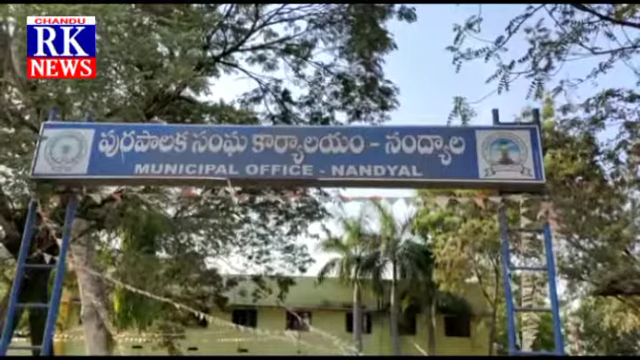 CHANDU
RK
NEWS
పురపాలక సంఘ కార్యాలయం - నంద్యాల
MUNICIPAL OFFICE - NANDYAL